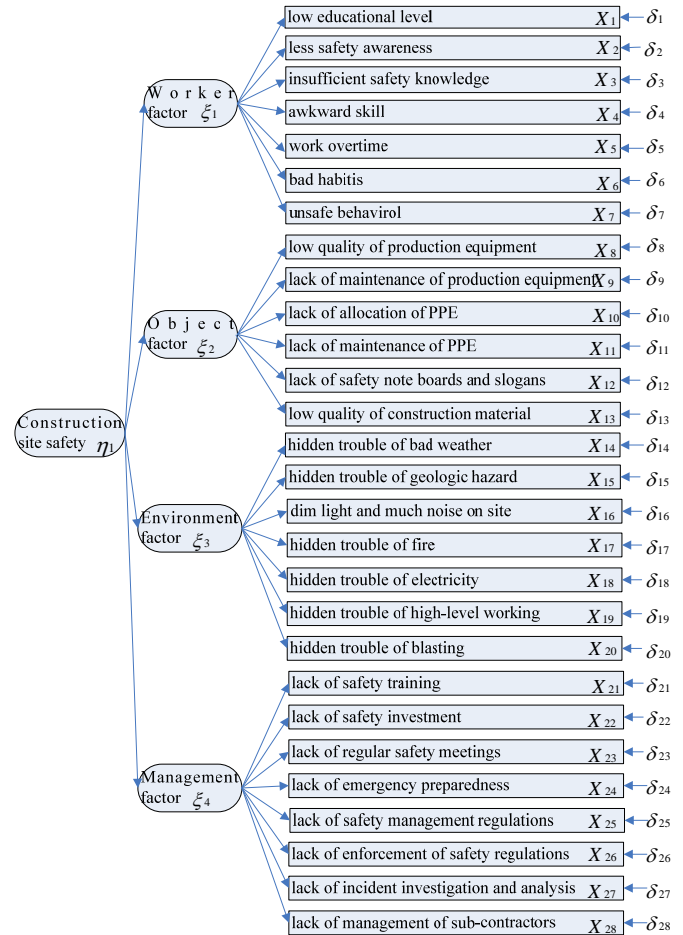 low educational level X1 δ1
less safety awareness X2 δ2
insufficient safety knowledge X3 δ3
awkward skill X4 δ4
work overtime X5 δ5
bad habitis X6 δ6
unsafe behavirol X7 δ7
Worker
factor ξ1
low quality of production equipment X8 δ8
lack of maintenance of production equipment X9 δ9
lack of allocation of PPE X10 δ10
lack of maintenance of PPE X11 δ11
lack of safety note boards and slogans X12 δ12
low quality of construction material X13 δ13
Object
factor ξ2
Construction
site safety η1
hidden trouble of bad weather X14 δ14
hidden trouble of geologic hazard X15 δ15
dim light and much noise on site X16 δ16
hidden trouble of fire X17 δ17
hidden trouble of electricity X18 δ18
hidden trouble of high-level working X19 δ19
hidden trouble of blasting X20 δ20
Environment
factor ξ3
lack of safety training X21 δ21
lack of safety investment X22 δ22
lack of regular safety meetings X23 δ23
lack of emergency preparedness X24 δ24
lack of safety management regulations X25 δ25
lack of enforcement of safety regulations X26 δ26
lack of incident investigation and analysis X27 δ27
lack of management of sub-contractors X28 δ28
Management
factor ξ4